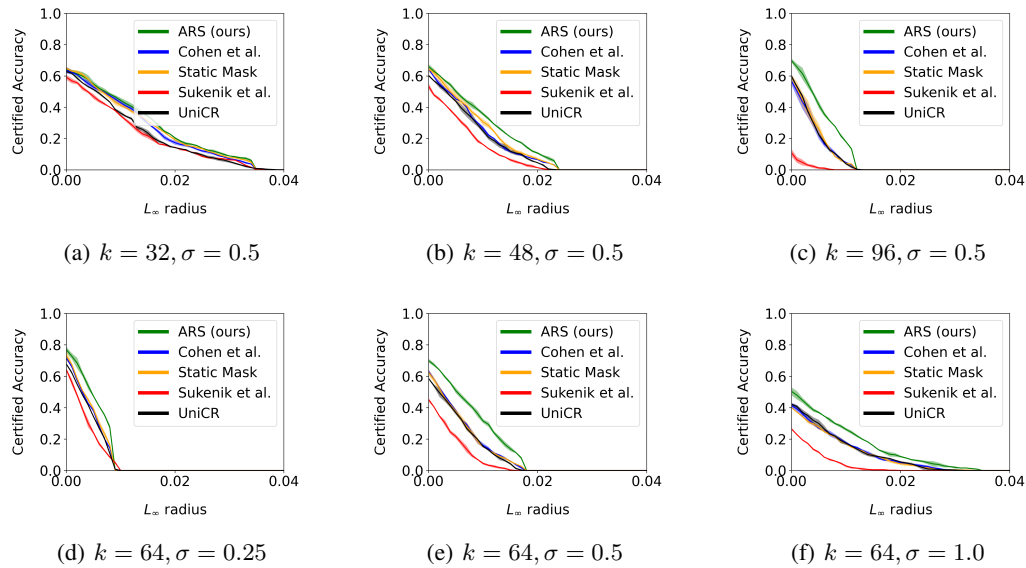 1.0
0.8
0.6
0.4
0.2
0.0
Certified Accuracy
ARS (ours)
Cohen et al.
Static Mask
Sukenik et al.
UniCR
0.00 0.02 0.04
L∞ radius
(a) k = 32, σ = 0.5
1.0
0.8
0.6
0.4
0.2
0.0
Certified Accuracy
ARS (ours)
Cohen et al.
Static Mask
Sukenik et al.
UniCR
0.00 0.02 0.04
L∞ radius
(b) k = 48, σ = 0.5
1.0
0.8
0.6
0.4
0.2
0.0
Certified Accuracy
ARS (ours)
Cohen et al.
Static Mask
Sukenik et al.
UniCR
0.00 0.02 0.04
L∞ radius
(c) k = 96, σ = 0.5
1.0
0.8
0.6
0.4
0.2
0.0
Certified Accuracy
ARS (ours)
Cohen et al.
Static Mask
Sukenik et al.
UniCR
0.00 0.02 0.04
L∞ radius
(d) k = 64, σ = 0.25
1.0
0.8
0.6
0.4
0.2
0.0
Certified Accuracy
ARS (ours)
Cohen et al.
Static Mask
Sukenik et al.
UniCR
0.00 0.02 0.04
L∞ radius
(e) k = 64, σ = 0.5
1.0
0.8
0.6
0.4
0.2
0.0
Certified Accuracy
ARS (ours)
Cohen et al.
Static Mask
Sukenik et al.
UniCR
0.00 0.02 0.04
L∞ radius
(f) k = 64, σ = 1.0